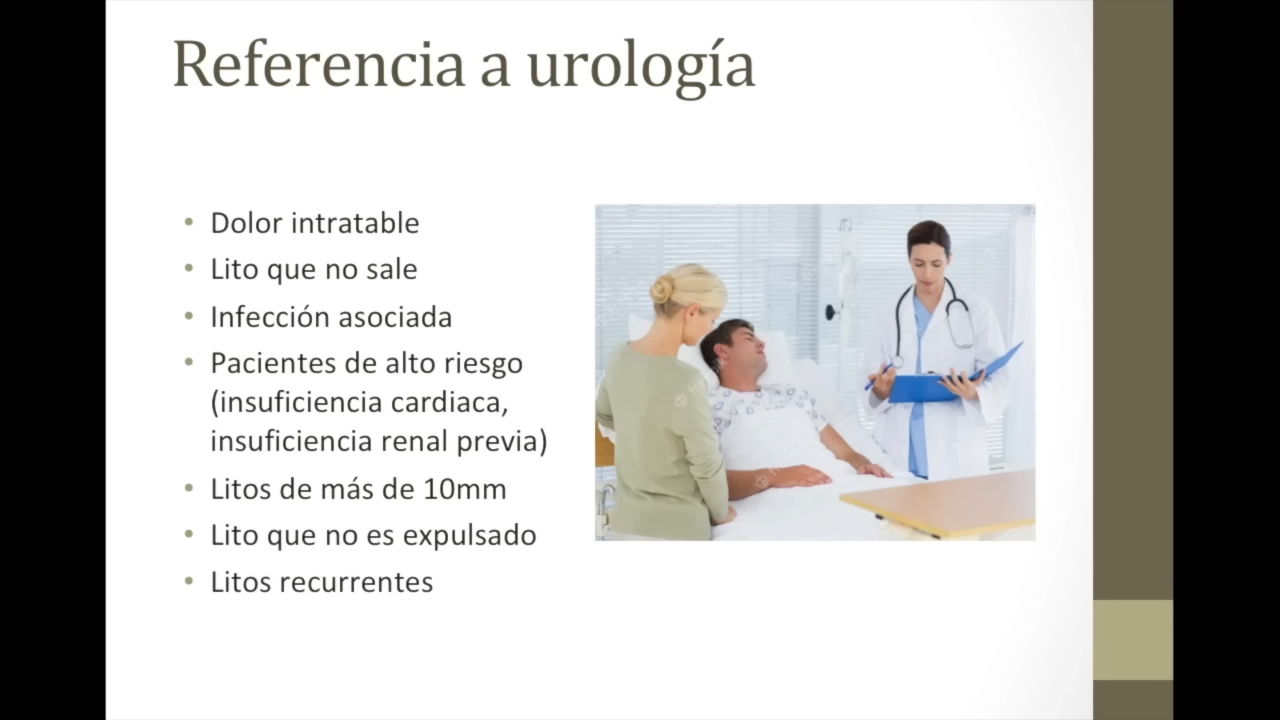 Referencia a urología
• Dolor intratable
• Lito que no sale
• Infección asociada
• Pacientes de alto riesgo
(insuficiencia cardiaca,
insuficiencia renal previa)
• Litos de más de 10mm
• Lito que no es expulsado
• Litos recurrentes